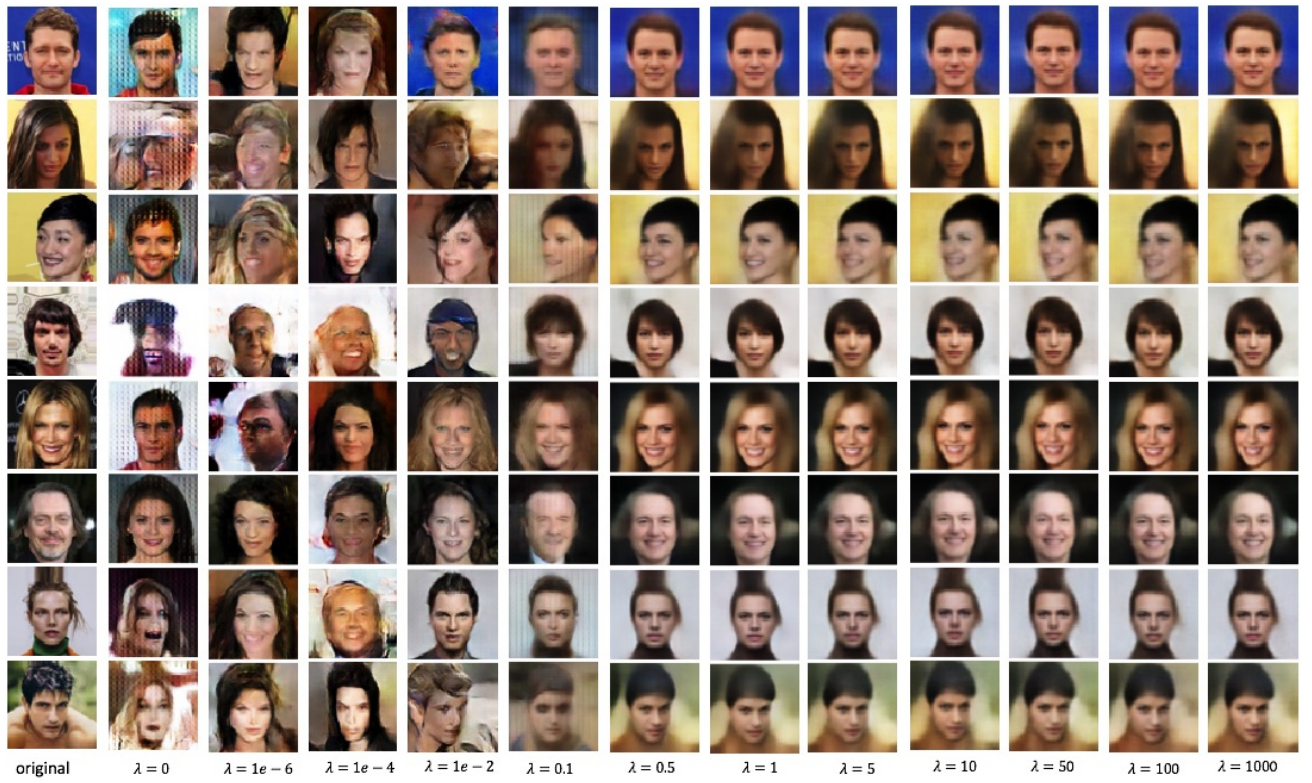 ENT
TIO
original λ = 0 λ = 1e − 6 λ = 1e − 4 λ = 1e − 2 λ = 0.1 λ = 0.5 λ = 1 λ = 5 λ = 10 λ = 50 λ = 100 λ = 1000